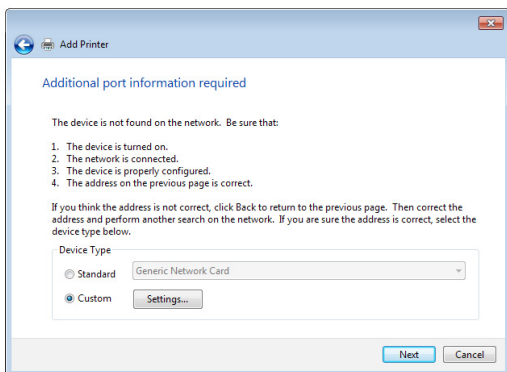 Add Printer
Additional port information required
The device is not found on the network.  Be sure that:
1.  The device is turned on.
2.  The network is connected.
3.  The device is properly configured.
4.  The address on the previous page is correct.
If you think the address is not correct, click Back to return to the previous page.  Then correct the
address and perform another search on the network.  If you are sure the address is correct, select the
device type below.
Device Type
Standard Generic Network Card
Custom Settings...
Next Cancel